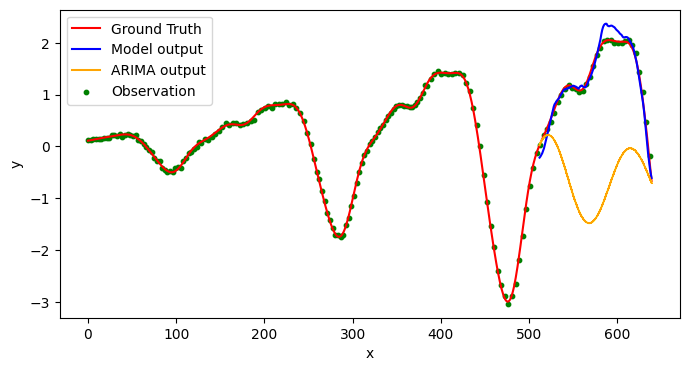 Ground Truth
Model output
ARIMA output
Observation
y
2
1
0
−1
−2
−3
0 100 200 300 400 500 600
x